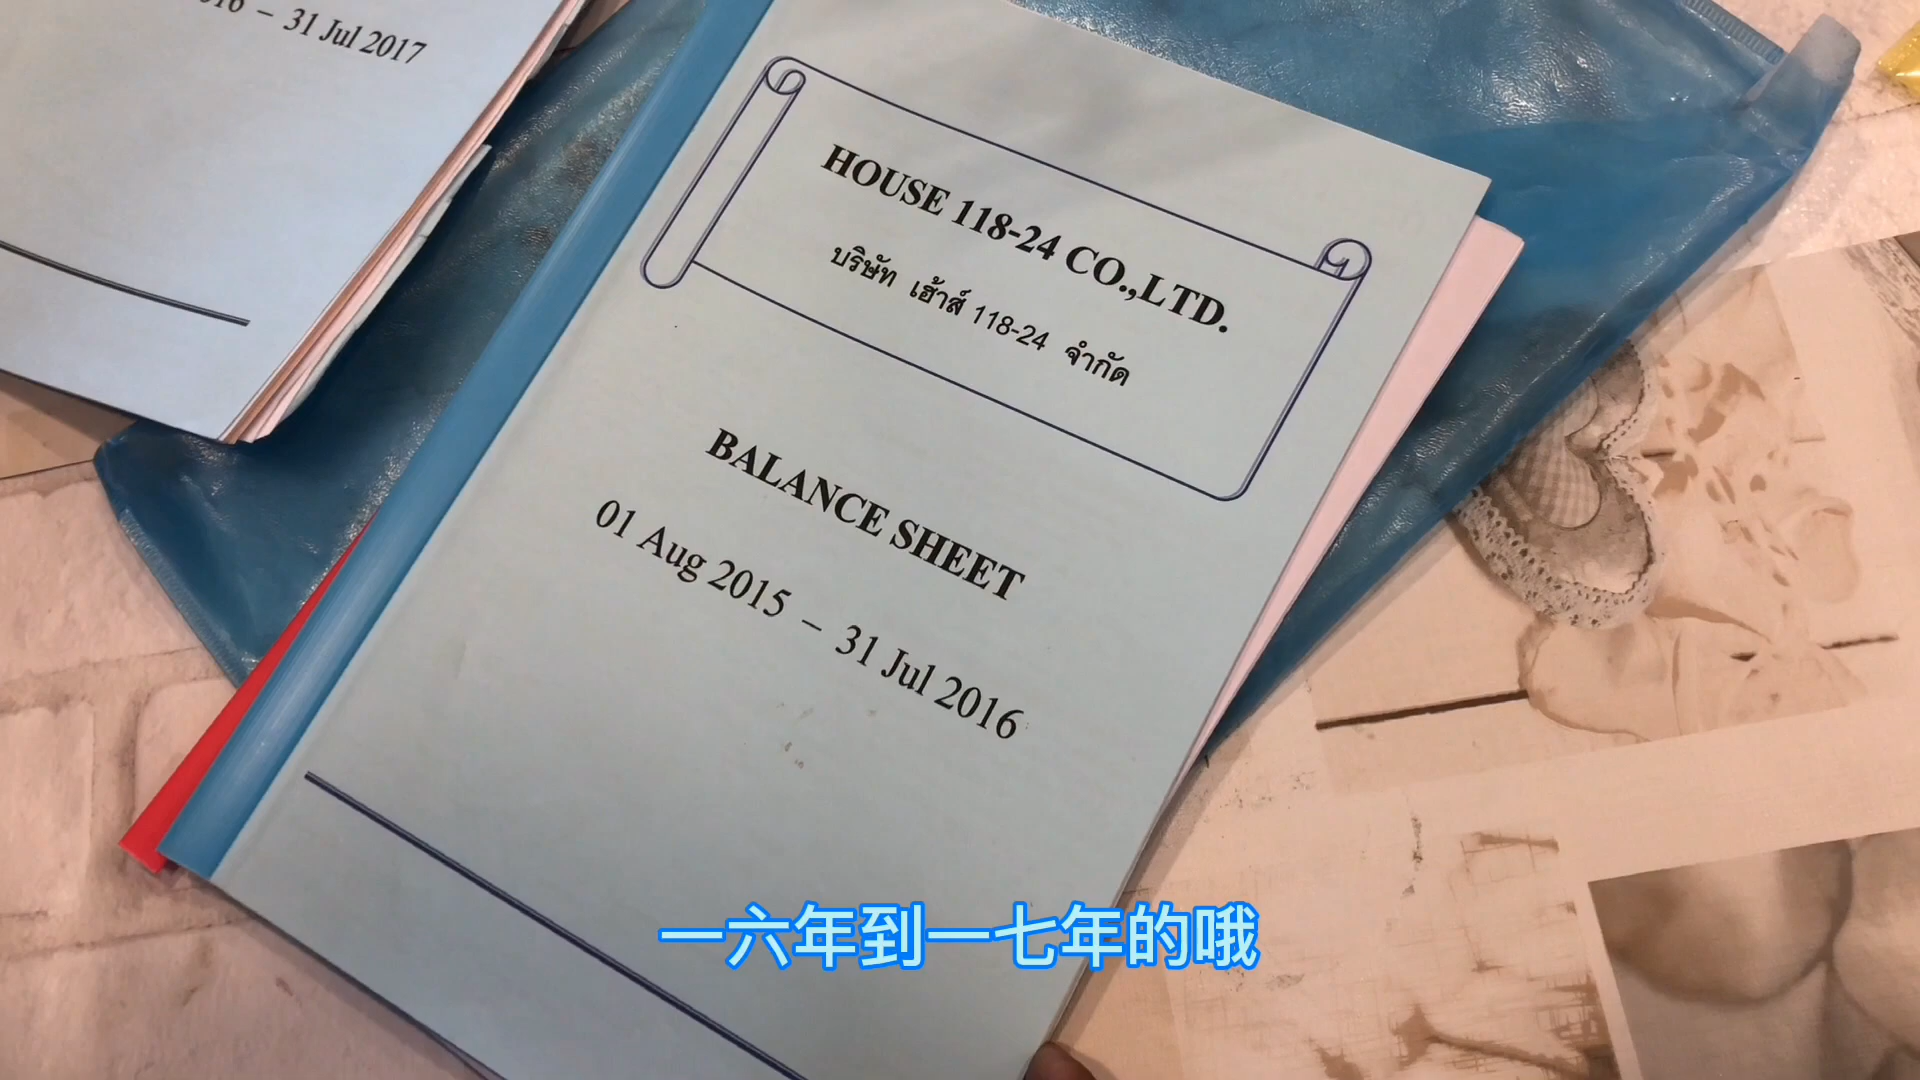 – 31 Jul 2017
HOUSE 118-24 CO.,LTD.
บริษัท เฮ้าส์ 118-24 จำกัด
BALANCE SHEET
01 Aug 2015 – 31 Jul 2016
一六年到一七年的哦